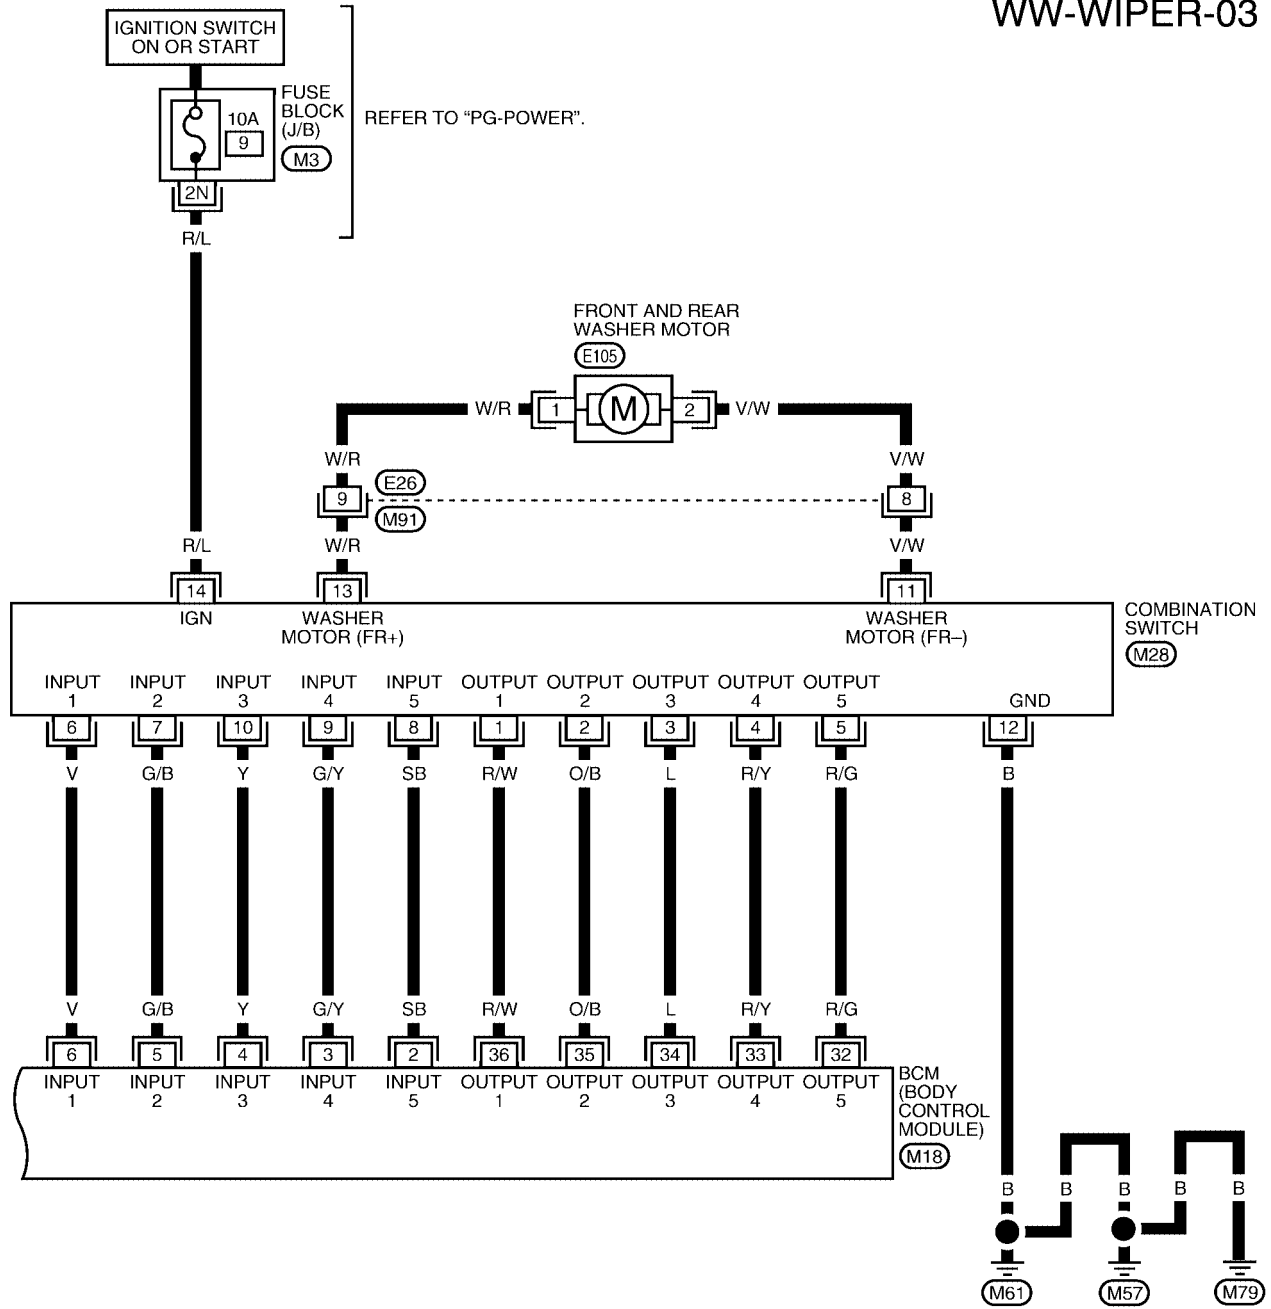 WW-WIPER-03
IGNITION SWITCH
ON OR START
FUSE
BLOCK
(J/B)
10A
9
M3
2N
REFER TO “PG-POWER”.
R/L
FRONT AND REAR
WASHER MOTOR
E105
W/R 1 M 2 V/W
W/R V/W
9 E26 8
M91
R/L W/R V/W
14 13 11
IGN WASHER WASHER
MOTOR (FR+) MOTOR (FR–)
COMBINATION
SWITCH
M28
INPUT INPUT INPUT INPUT INPUT OUTPUT OUTPUT OUTPUT OUTPUT OUTPUT
1 2 3 4 5 1 2 3 4 5 GND
6 7 10 9 8 1 2 3 4 5 12
V G/B Y G/Y SB R/W O/B L R/Y R/G B
V G/B Y G/Y SB R/W O/B L R/Y R/G
6 5 4 3 2 36 35 34 33 32
INPUT INPUT INPUT INPUT INPUT OUTPUT OUTPUT OUTPUT OUTPUT OUTPUT
1 2 3 4 5 1 2 3 4 5
BCM
(BODY
CONTROL
MODULE)
M18
B B B B B
M61 M57 M79